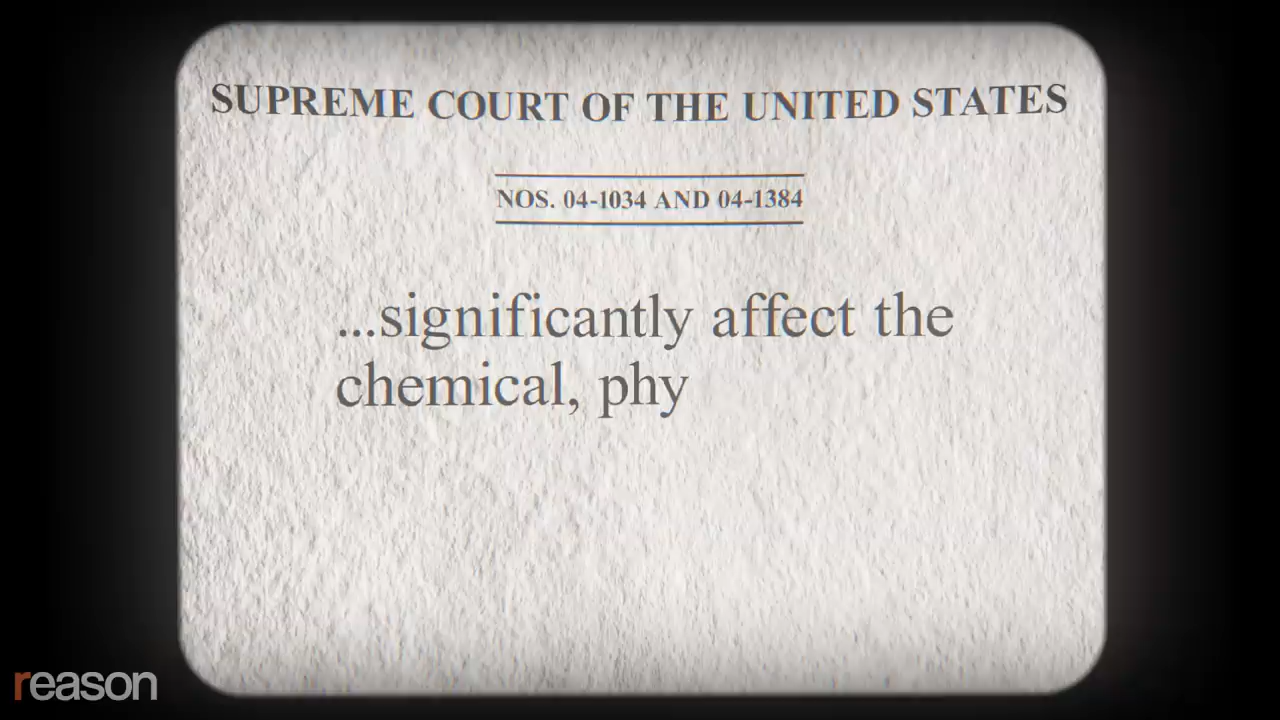 SUPREME COURT OF THE UNITED STATES
NOS. 04-1034 AND 04-1384
...significantly affect the
chemical, phy
reason